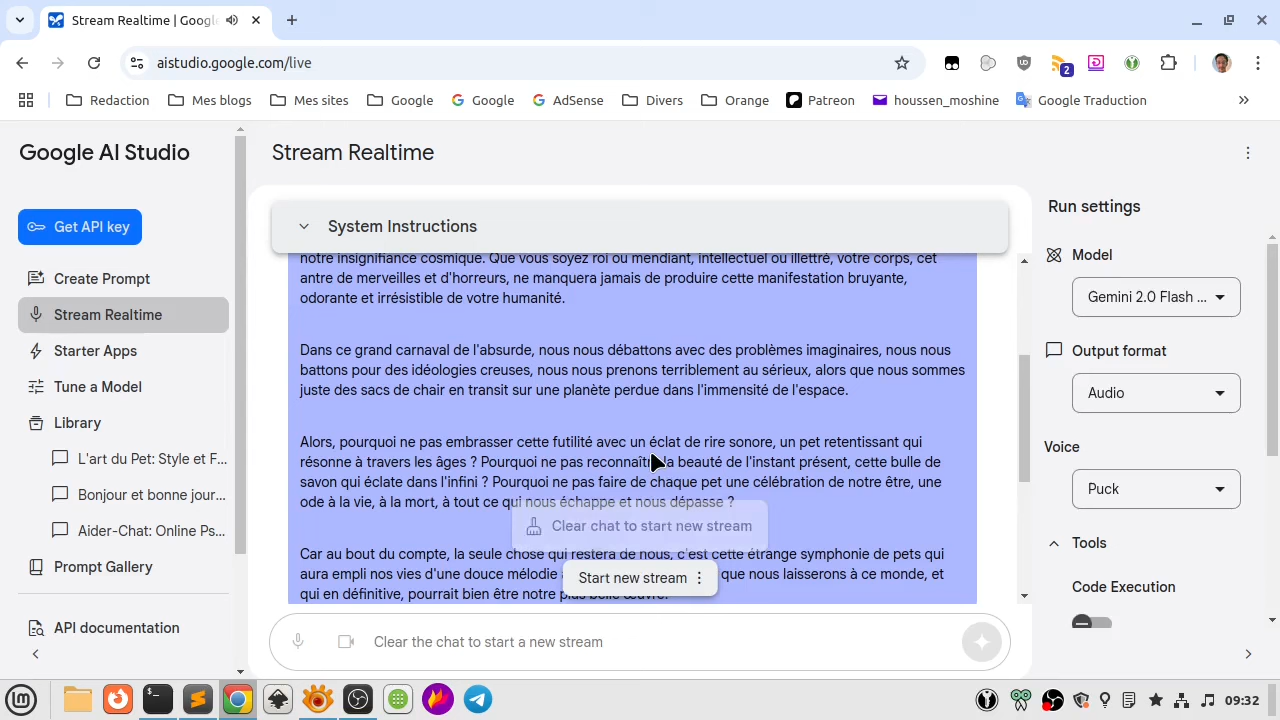 Stream Realtime | Googl
aistudio.google.com/live
2
Redaction
Mes blogs
Mes sites
Google
Google
AdSense
Divers
Orange
Patreon
houssen_moshine
Google Traduction
Google AI Studio
Stream Realtime
Get API key
Create Prompt
Stream Realtime
Starter Apps
Tune a Model
Library
L'art du Pet: Style et F...
Bonjour et bonne jour...
Aider-Chat: Online Ps...
Prompt Gallery
API documentation
System Instructions
notre insignifiance cosmique. Que vous soyez roi ou mendiant, intellectuel ou illettré, votre corps, cet
antre de merveilles et d'horreurs, ne manquera jamais de produire cette manifestation bruyante,
odorante et irrésistible de votre humanité.
Dans ce grand carnaval de l'absurde, nous nous débattons avec des problèmes imaginaires, nous nous
battons pour des idéologies creuses, nous nous prenons terriblement au sérieux, alors que nous sommes
juste des sacs de chair en transit sur une planète perdue dans l'immensité de l'espace.
Alors, pourquoi ne pas embrasser cette futilité avec un éclat de rire sonore, un pet retentissant qui
résonne à travers les âges ? Pourquoi ne pas reconnaître la beauté de l'instant présent, cette bulle de
savon qui éclate dans l'infini ? Pourquoi ne pas faire de chaque pet une célébration de notre être, une
ode à la vie, à la mort, à tout ce qui nous échappe et nous dépasse ?
Clear chat to start new stream
Car au bout du compte, la seule chose qui restera de nous, c'est cette étrange symphonie de pets qui
aura empli nos vies d'une douce mélodie que nous laisserons à ce monde, et
Start new stream
qui en définitive, pourrait bien être notre plus belle œuvre.
Clear the chat to start a new stream
Run settings
Model
Gemini 2.0 Flash ...
Output format
Audio
Voice
Puck
Tools
Code Execution
09:32